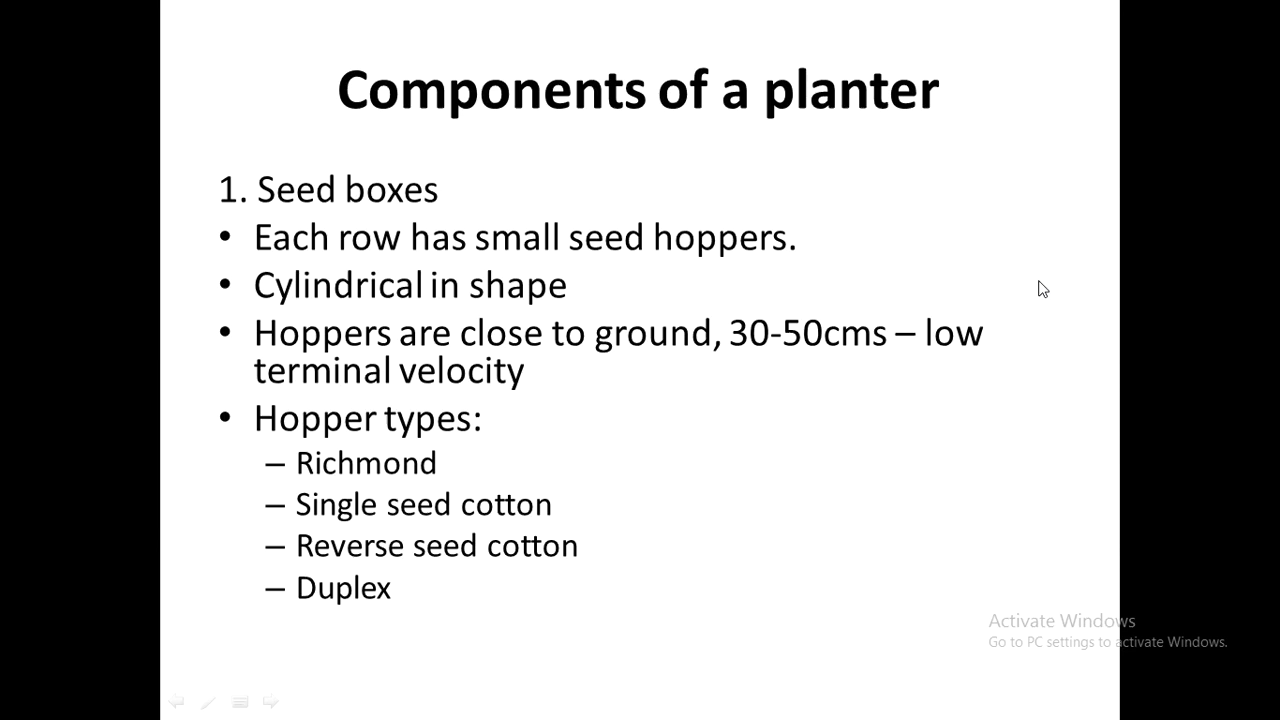 Components of a planter
1. Seed boxes
• Each row has small seed hoppers.
• Cylindrical in shape
• Hoppers are close to ground, 30-50cms – low
terminal velocity
• Hopper types:
– Richmond
– Single seed cotton
– Reverse seed cotton
– Duplex
Activate Windows
Go to PC settings to activate Windows.